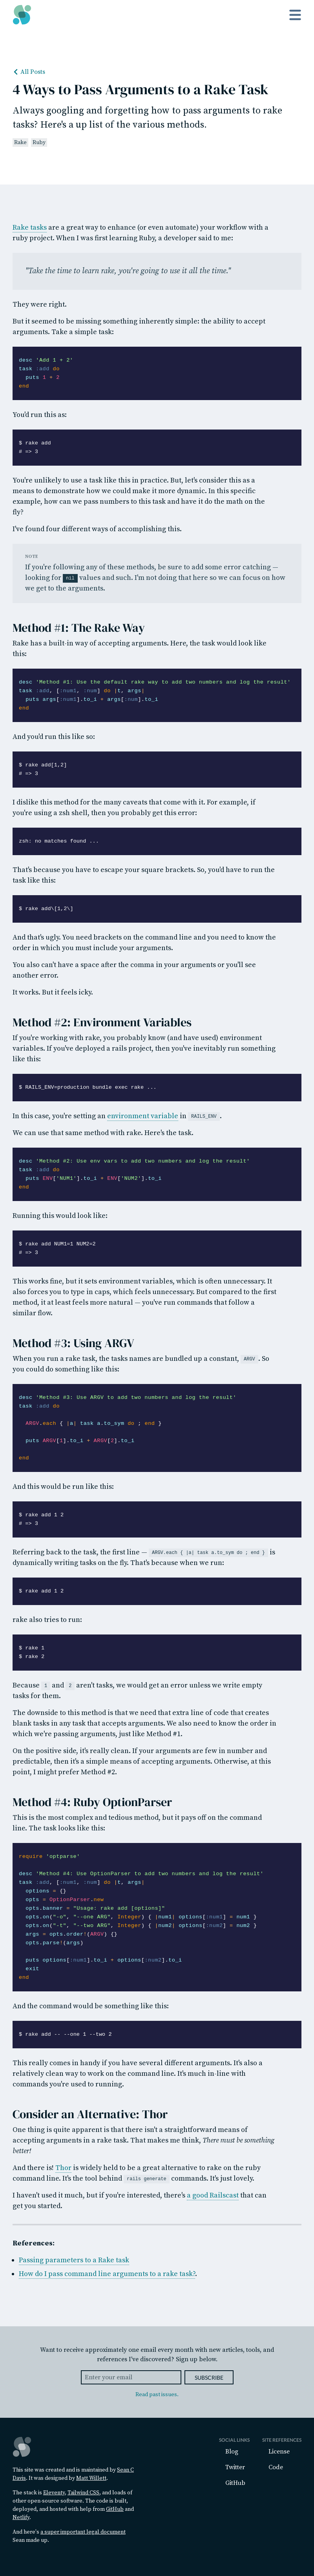 All Posts
4 Ways to Pass Arguments to a Rake Task
Always googling and forgetting how to pass arguments to rake
tasks? Here's a up list of the various methods.
Rake Ruby
Rake tasks are a great way to enhance (or even automate) your workflow with a
ruby project. When I was first learning Ruby, a developer said to me:
"Take the time to learn rake, you're going to use it all the time."
They were right.
But it seemed to be missing something inherently simple: the ability to accept
arguments. Take a simple task:
desc 'Add 1 + 2'
task :add do
puts 1 + 2
end
You'd run this as:
$ rake add
# => 3
You're unlikely to use a task like this in practice. But, let's consider this as a
means to demonstrate how we could make it more dynamic. In this specific
example, how can we pass numbers to this task and have it do the math on the
fly?
I've found four different ways of accomplishing this.
NOTE
If you're following any of these methods, be sure to add some error catching —
looking for nil values and such. I'm not doing that here so we can focus on how
we get to the arguments.
Method #1: The Rake Way
Rake has a built-in way of accepting arguments. Here, the task would look like
this:
desc 'Method #1: Use the default rake way to add two numbers and log the result'
task :add, [:num1, :num] do |t, args|
puts args[:num1].to_i + args[:num].to_i
end
And you'd run this like so:
$ rake add[1,2]
# => 3
I dislike this method for the many caveats that come with it. For example, if
you're using a zsh shell, then you probably get this error:
zsh: no matches found ...
That's because you have to escape your square brackets. So, you'd have to run the
task like this:
$ rake add\[1,2\]
And that's ugly. You need brackets on the command line and you need to know the
order in which you must include your arguments.
You also can't have a space after the comma in your arguments or you'll see
another error.
It works. But it feels icky.
Method #2: Environment Variables
If you're working with rake, you probably know (and have used) environment
variables. If you've deployed a rails project, then you've inevitably run something
like this:
$ RAILS_ENV=production bundle exec rake ...
In this case, you're setting an environment variable in RAILS_ENV .
We can use that same method with rake. Here's the task.
desc 'Method #2: Use env vars to add two numbers and log the result'
task :add do
puts ENV['NUM1'].to_i + ENV['NUM2'].to_i
end
Running this would look like:
$ rake add NUM1=1 NUM2=2
# => 3
This works fine, but it sets environment variables, which is often unnecessary. It
also forces you to type in caps, which feels unnecessary. But compared to the first
method, it at least feels more natural — you've run commands that follow a
similar flow.
Method #3: Using ARGV
When you run a rake task, the tasks names are bundled up a constant, ARGV . So
you could do something like this:
desc 'Method #3: Use ARGV to add two numbers and log the result'
task :add do
ARGV.each { |a| task a.to_sym do ; end }
puts ARGV[1].to_i + ARGV[2].to_i
end
And this would be run like this:
$ rake add 1 2
# => 3
Referring back to the task, the first line — ARGV.each { |a| task a.to_sym do ; end } is
dynamically writing tasks on the fly. That's because when we run:
$ rake add 1 2
rake also tries to run:
$ rake 1
$ rake 2
Because 1 and 2 aren't tasks, we would get an error unless we write empty
tasks for them.
The downside to this method is that we need that extra line of code that creates
blank tasks in any task that accepts arguments. We also need to know the order in
which we're passing arguments, just like Method #1.
On the positive side, it's really clean. If your arguments are few in number and
predictable, then it's a simple means of accepting arguments. Otherwise, at this
point, I might prefer Method #2.
Method #4: Ruby OptionParser
This is the most complex and tedious method, but it pays off on the command
line. The task looks like this:
require 'optparse'
desc 'Method #4: Use OptionParser to add two numbers and log the result'
task :add, [:num1, :num] do |t, args|
options = {}
opts = OptionParser.new
opts.banner = "Usage: rake add [options]"
opts.on("-o", "--one ARG", Integer) { |num1| options[:num1] = num1 }
opts.on("-t", "--two ARG", Integer) { |num2| options[:num2] = num2 }
args = opts.order!(ARGV) {}
opts.parse!(args)
puts options[:num1].to_i + options[:num2].to_i
exit
end
And the command would be something like this:
$ rake add -- --one 1 --two 2
This really comes in handy if you have several different arguments. It's also a
relatively clean way to work on the command line. It's much in-line with
commands you're used to running.
Consider an Alternative: Thor
One thing is quite apparent is that there isn't a straightforward means of
accepting arguments in a rake task. That makes me think, There must be something
better!
And there is! Thor is widely held to be a great alternative to rake on the ruby
command line. It's the tool behind rails generate commands. It's just lovely.
I haven't used it much, but if you're interested, there's a good Railscast that can
get you started.
References:
Passing parameters to a Rake task
How do I pass command line arguments to a rake task?.
Want to receive approximately one email every month with new articles, tools, and
references I've discovered? Sign up below.
Enter your email SUBSCRIBE
Read past issues.
This site was created and is maintained by Sean C
Davis. It was designed by Matt Willett.
The stack is Eleventy, Tailwind CSS, and loads of
other open source software. The code is built,
deployed, and hosted with help from GitHub and
Netlify.
And here's a super important legal document
Sean made up.
SOCIAL LINKS
Blog
Twitter
GitHub
SITE REFERENCES
License
Code